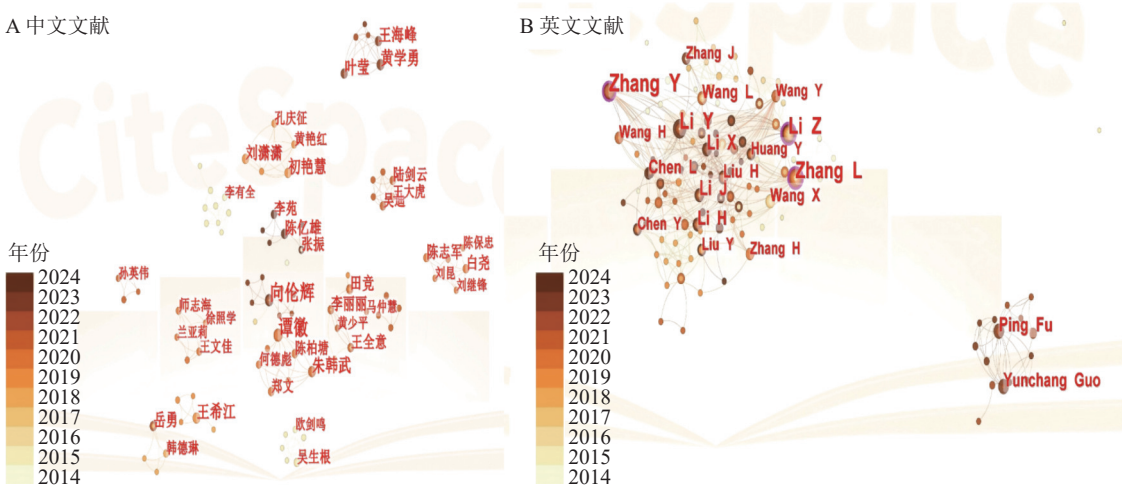 A 中文文献
王海峰
黄学勇
叶莹
孔庆征
黄艳红
刘潇潇
初艳慧
李有全
陆剑云
王大虎
吴迪
李苑
陈亿雄
张振
陈保忠
陈志军
白尧
刘昆
刘继锋
孙英伟
向伦辉
田竞
李丽丽
马仲慧
黄少平
王全意
师志海
徐照学
兰亚莉
王文佳
谭徽
陈柏塘
何德彪
朱韩武
郑文
岳勇
王希江
韩德琳
欧剑鸣
吴生根
CiteSpace
年份
2024
2023
2022
2021
2020
2019
2018
2017
2016
2015
2014
B 英文文献
Zhang J
Zhang Y
Wang L
Wang Y
Li Y
Li Z
Wang H
Li X
Huang Y
Chen L
Liu H
Zhang L
Li J
Wang X
Chen Y
Li H
Liu Y
Zhang H
Ping Fu
Yunchang Guo
年份
2024
2023
2022
2021
2020
2019
2018
2017
2016
2015
2014